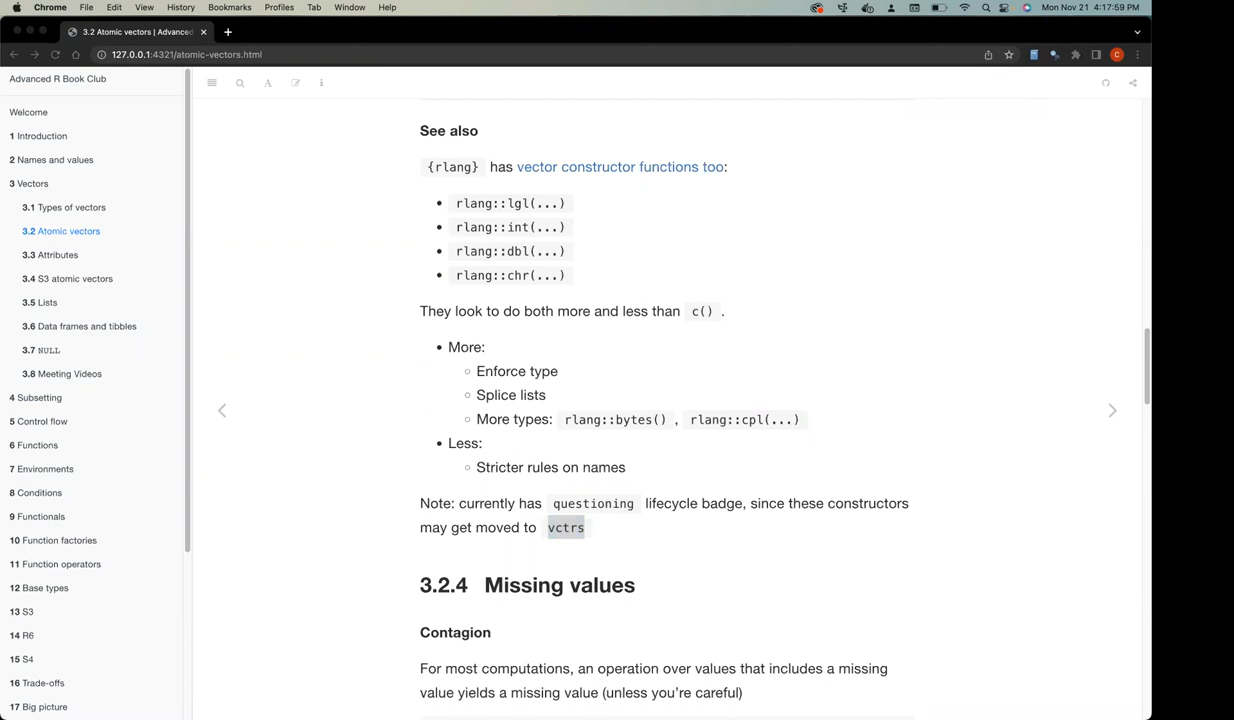 Chrome File Edit View History Bookmarks Profiles Tab Window Help Mon Nov 21 4:17:59 PM
3.2 Atomic vectors | Advanced
127.0.0.1:4321/atomic-vectors.html
C
Advanced R Book Club
Welcome
1 Introduction
2 Names and values
3 Vectors
3.1 Types of vectors
3.2 Atomic vectors
3.3 Attributes
3.4 S3 atomic vectors
3.5 Lists
3.6 Data frames and tibbles
3.7 NULL
3.8 Meeting Videos
4 Subsetting
5 Control flow
6 Functions
7 Environments
8 Conditions
9 Functionals
10 Function factories
11 Function operators
12 Base types
13 S3
14 R6
15 S4
16 Trade-offs
17 Big picture
See also
{rlang} has vector constructor functions too:
• rlang::lgl(...)
• rlang::int(...)
• rlang::dbl(...)
• rlang::chr(...)
They look to do both more and less than c() .
• More:
○ Enforce type
○ Splice lists
○ More types: rlang::bytes() , rlang::cpl(...)
• Less:
○ Stricter rules on names
Note: currently has questioning lifecycle badge, since these constructors
may get moved to vctrs
3.2.4 Missing values
Contagion
For most computations, an operation over values that includes a missing
value yields a missing value (unless you're careful)